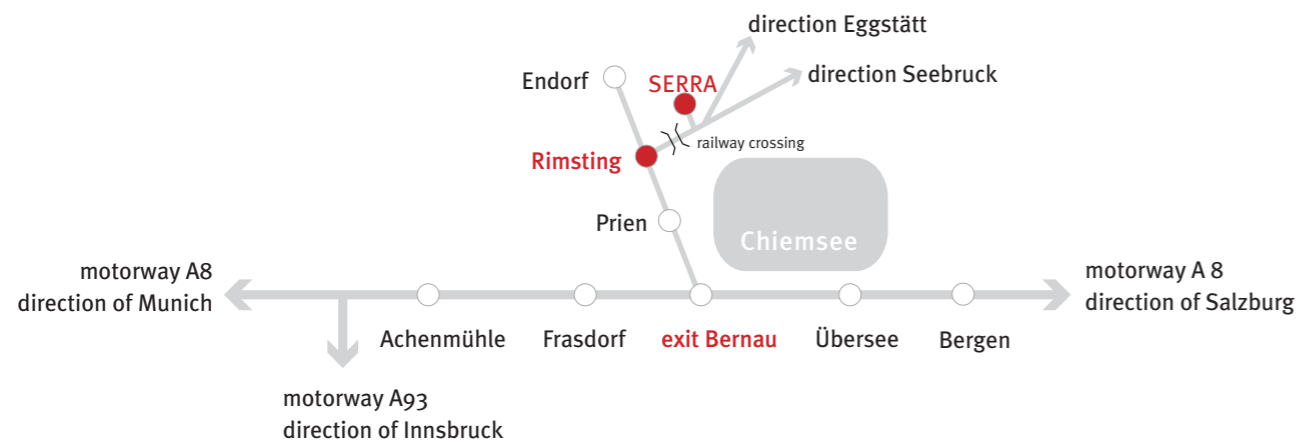 direction Eggstätt
direction Seebruck
Endorf
SERRA
railway crossing
Rimsting
Prien
Chiemsee
motorway A8
direction of Munich
motorway A 8
direction of Salzburg
Achenmühle
Frasdorf
exit Bernau
Übersee
Bergen
motorway A93
direction of Innsbruck